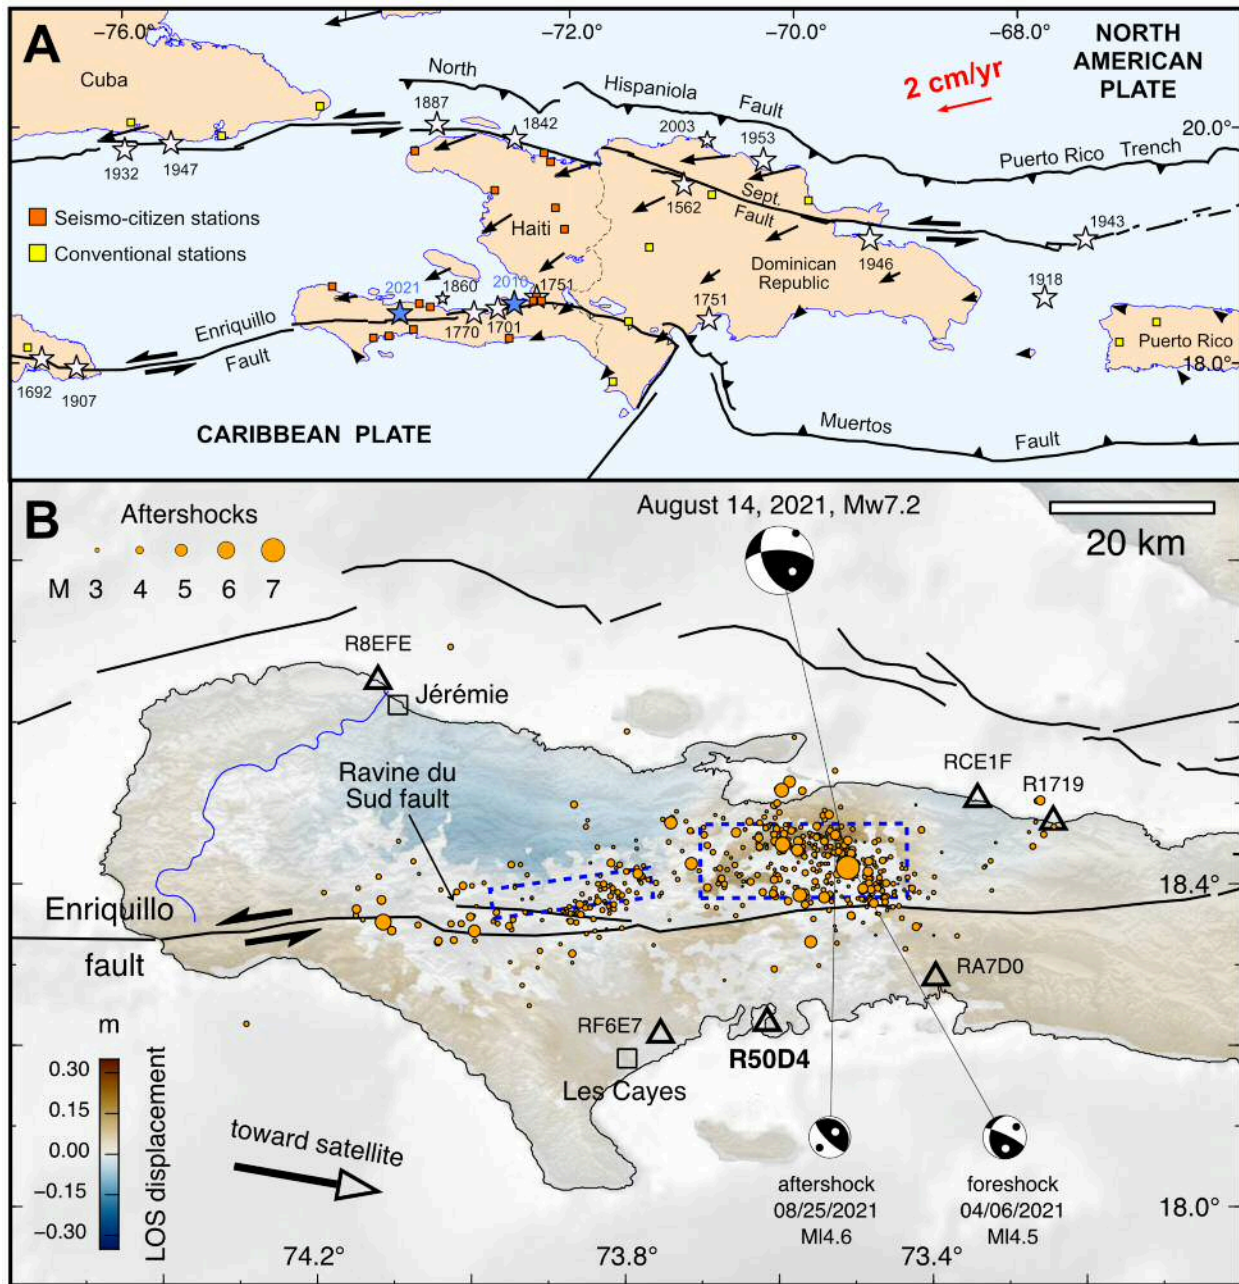 A
-76.0°
-72.0°
-70.0°
-68.0°
NORTH
AMERICAN
PLATE
2 cm/yr
Cuba
North
Hispaniola
Fault
1887
1842
2003
1953
20.0°
Puerto Rico Trench
1932
1947
Sept.
Fault
1562
Seismo-citizen stations
Conventional stations
Haiti
1943
1946
Dominican
Republic
1918
2021
1860
2010
1751
1751
1770
1701
Enriquillo
Fault
Puerto Rico
18.0°
1692
1907
CARIBBEAN PLATE
Muertos
Fault
B
Aftershocks
M 3 4 5 6 7
August 14, 2021, Mw7.2
20 km
R8EFE
Jérémie
Ravine du
Sud fault
RCE1F
R1719
18.4°
Enriquillo
fault
RA7D0
RF6E7
R50D4
Les Cayes
m
0.30
0.15
0.00
−0.15
−0.30
LOS displacement
toward satellite
aftershock
08/25/2021
Ml4.6
foreshock
04/06/2021
Ml4.5
18.0°
74.2°
73.8°
73.4°